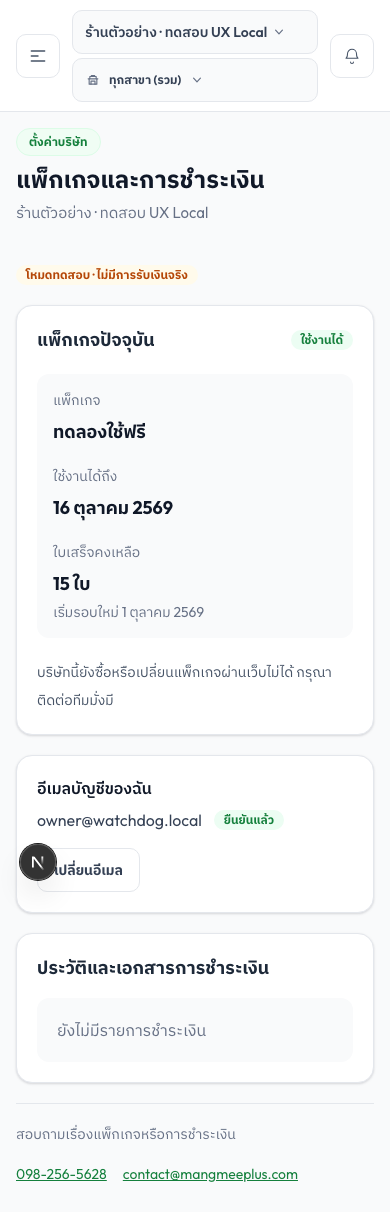 ร้านตัวอย่าง · ทดสอบ UX Local
ทุกสาขา (รวม)
ตั้งค่าบริษัท
แพ็กเกจและการชำระเงิน
ร้านตัวอย่าง · ทดสอบ UX Local
โหมดทดสอบ · ไม่มีการรับเงินจริง
แพ็กเกจปัจจุบัน
ใช้งานได้
แพ็กเกจ
ทดลองใช้ฟรี
ใช้งานได้ถึง
16 ตุลาคม 2569
ใบเสร็จคงเหลือ
15 ใบ
เริ่มรอบใหม่ 1 ตุลาคม 2569
บริษัทนี้ยังซื้อหรือเปลี่ยนแพ็กเกจผ่านเว็บไม่ได้ กรุณา
ติดต่อทีมมั่งมี
อีเมลบัญชีของฉัน
owner@watchdog.local
ยืนยันแล้ว
N
เปลี่ยนอีเมล
ประวัติและเอกสารการชำระเงิน
ยังไม่มีรายการชำระเงิน
สอบถามเรื่องแพ็กเกจหรือการชำระเงิน
098-256-5628 contact@mangmeeplus.com